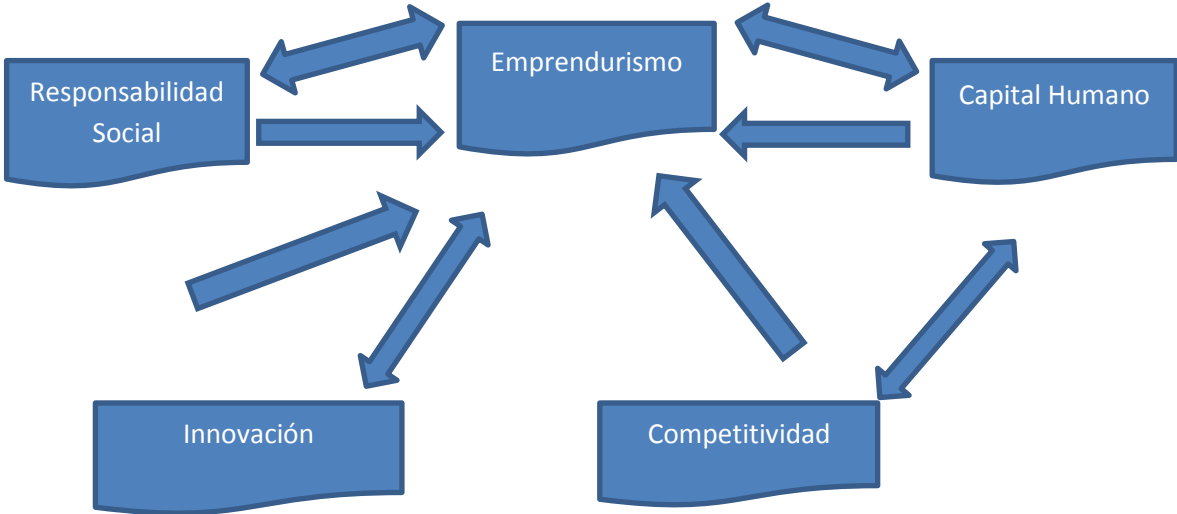 Emprendurismo
Responsabilidad
Social
Capital Humano
Innovación
Competitividad